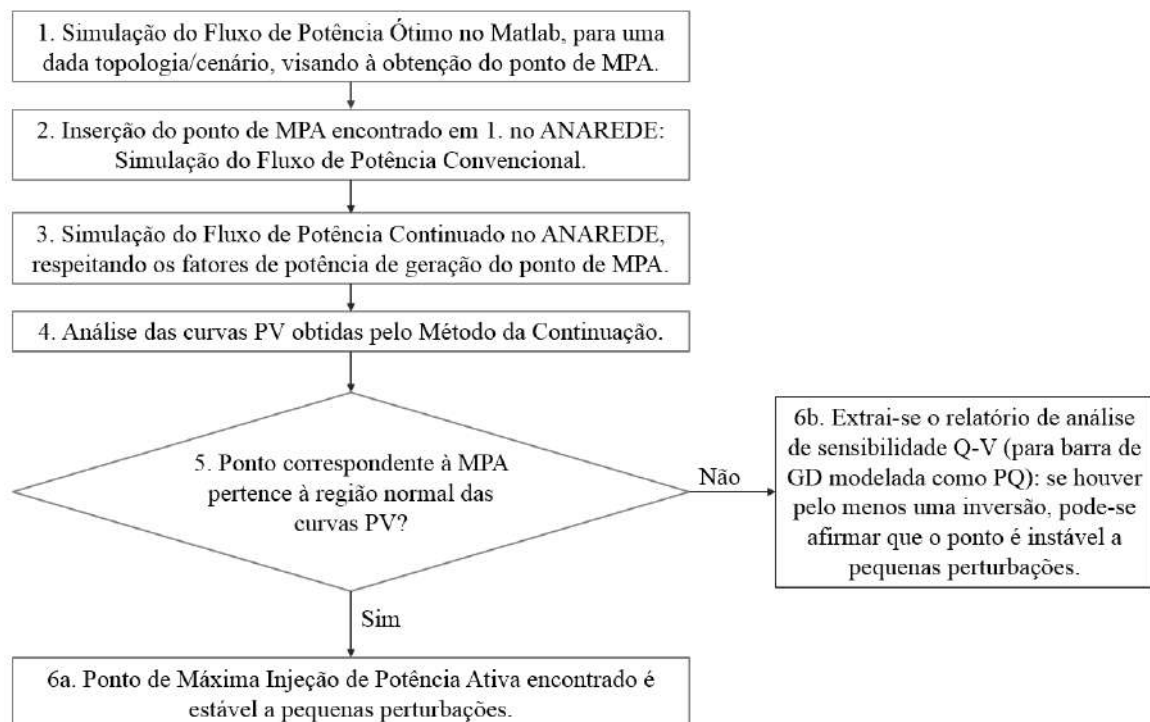 1. Simulação do Fluxo de Potência Ótimo no Matlab, para uma
dada topologia/cenário, visando à obtenção do ponto de MPA.
2. Inserção do ponto de MPA encontrado em 1. no ANAREDE:
Simulação do Fluxo de Potência Convencional.
3. Simulação do Fluxo de Potência Continuado no ANAREDE,
respeitando os fatores de potência de geração do ponto de MPA.
4. Análise das curvas PV obtidas pelo Método da Continuação.
5. Ponto correspondente à MPA
pertence à região normal das
curvas PV?
Não
6b. Extrai-se o relatório de análise
de sensibilidade Q-V (para barra de
GD modelada como PQ): se houver
pelo menos uma inversão, pode-se
afirmar que o ponto é instável a
pequenas perturbações.
Sim
6a. Ponto de Máxima Injeção de Potência Ativa encontrado é
estável a pequenas perturbações.